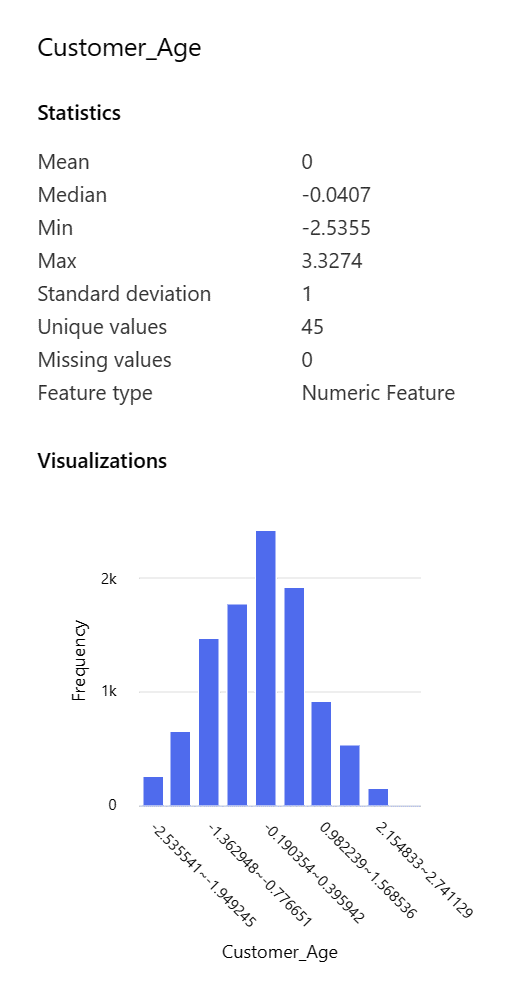 Customer_Age
Statistics
Mean 0
Median -0.0407
Min -2.5355
Max 3.3274
Standard deviation 1
Unique values 45
Missing values 0
Feature type Numeric Feature
Visualizations
Frequency
2k
1k
0
-2.535541~-1.949245
-1.362948~-0.776651
-0.190354~0.395942
0.982239~1.568536
2.154833~2.741129
Customer_Age